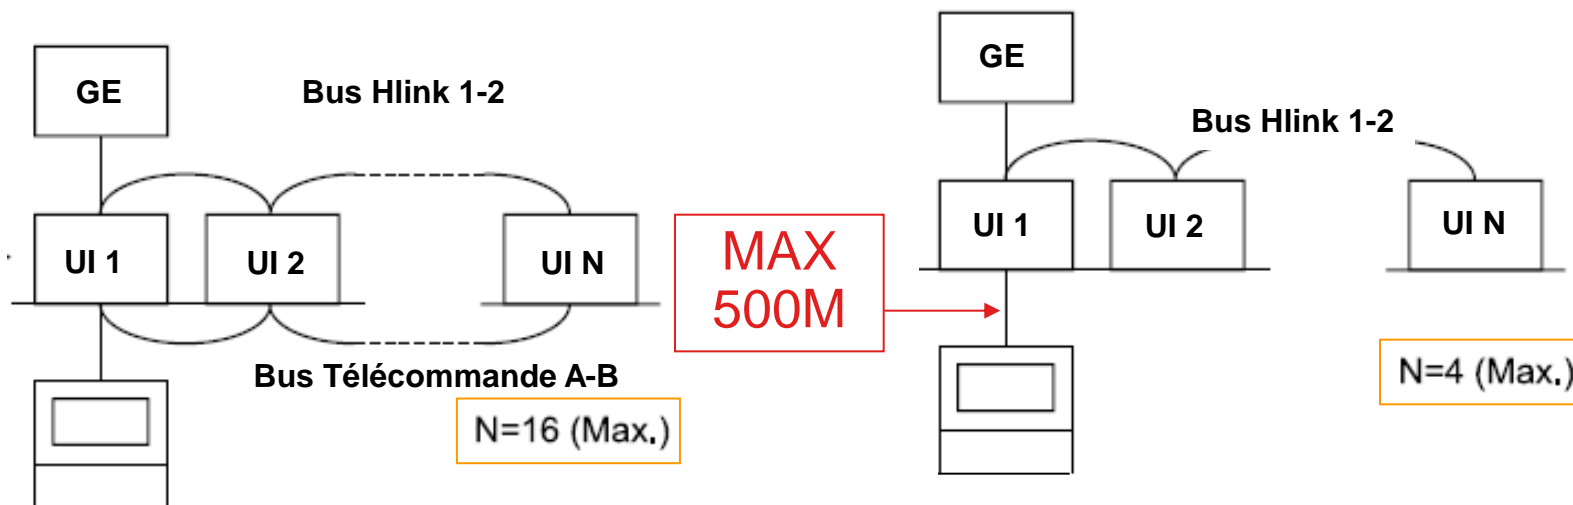 GE
Bus Hlink 1-2
UI 1
UI 2
UI N
Bus Télécommande A-B
N=16 (Max.)
MAX
500M
GE
Bus Hlink 1-2
UI 1
UI 2
UI N
N=4 (Max.)